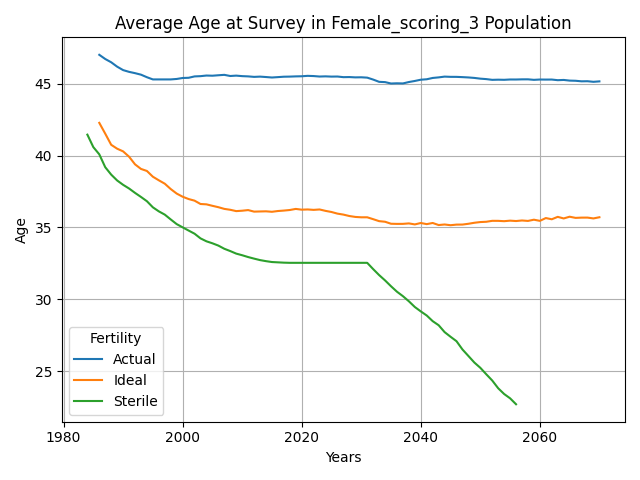 Average Age at Survey in Female_scoring_3 Population
Age
45
40
35
30
25
Fertility
Actual
Ideal
Sterile
1980
2000
2020
2040
2060
Years